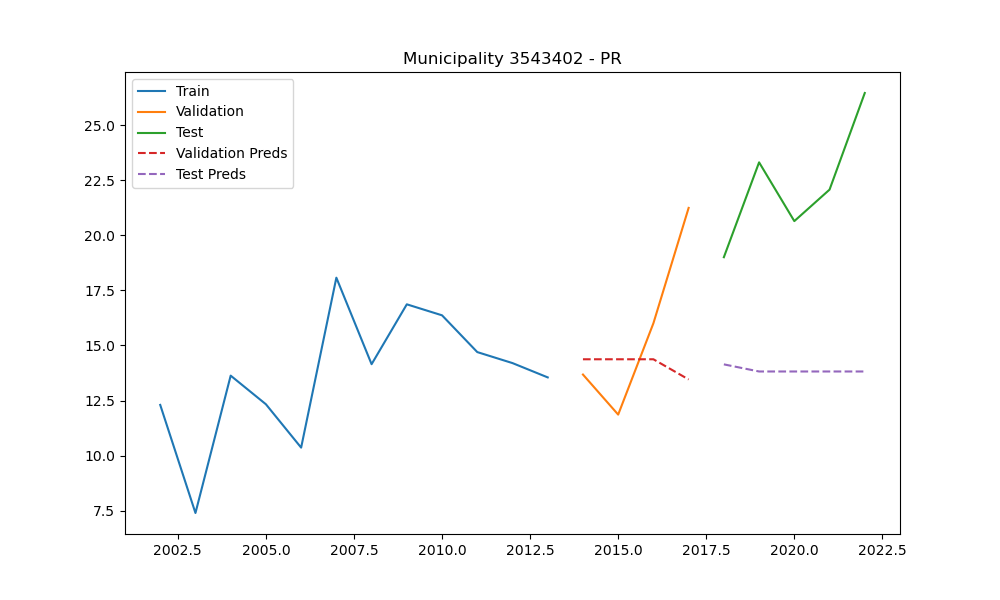 Municipality 3543402 - PR
Train
Validation
Test
Validation Preds
Test Preds
25.0
22.5
20.0
17.5
15.0
12.5
10.0
7.5
2002.5 2005.0 2007.5 2010.0 2012.5 2015.0 2017.5 2020.0 2022.5